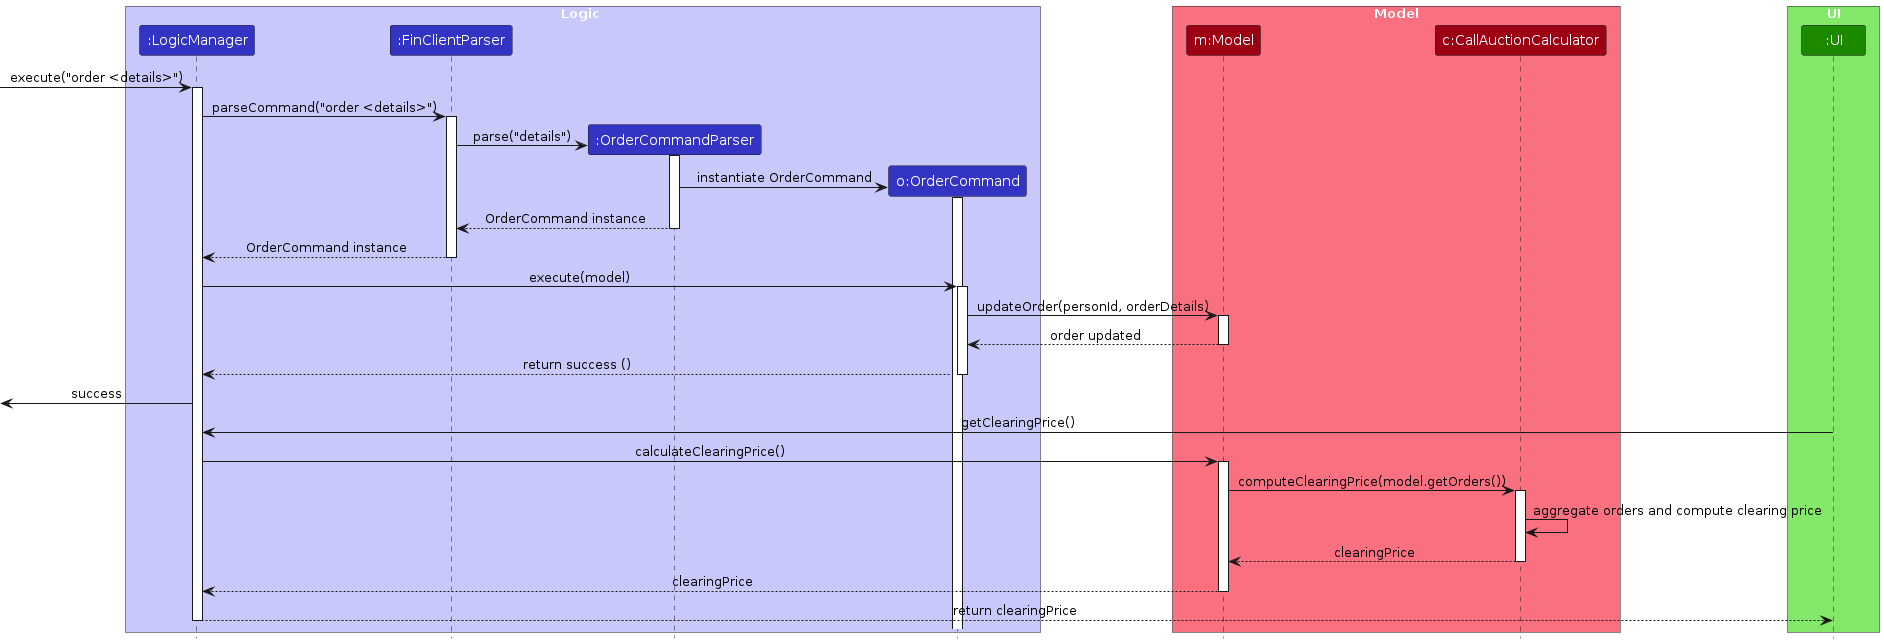 Logic
Model
UI
:LogicManager
:FinClientParser
m:Model
c:CallAuctionCalculator
:UI
execute("order <details>")
parseCommand("order <details>")
parse("details")
:OrderCommandParser
instantiate OrderCommand
o:OrderCommand
OrderCommand instance
OrderCommand instance
execute(model)
updateOrder(personId, orderDetails)
order updated
return success ()
success
getClearingPrice()
calculateClearingPrice()
computeClearingPrice(model.getOrders())
aggregate orders and compute clearing price
clearingPrice
clearingPrice
return clearingPrice